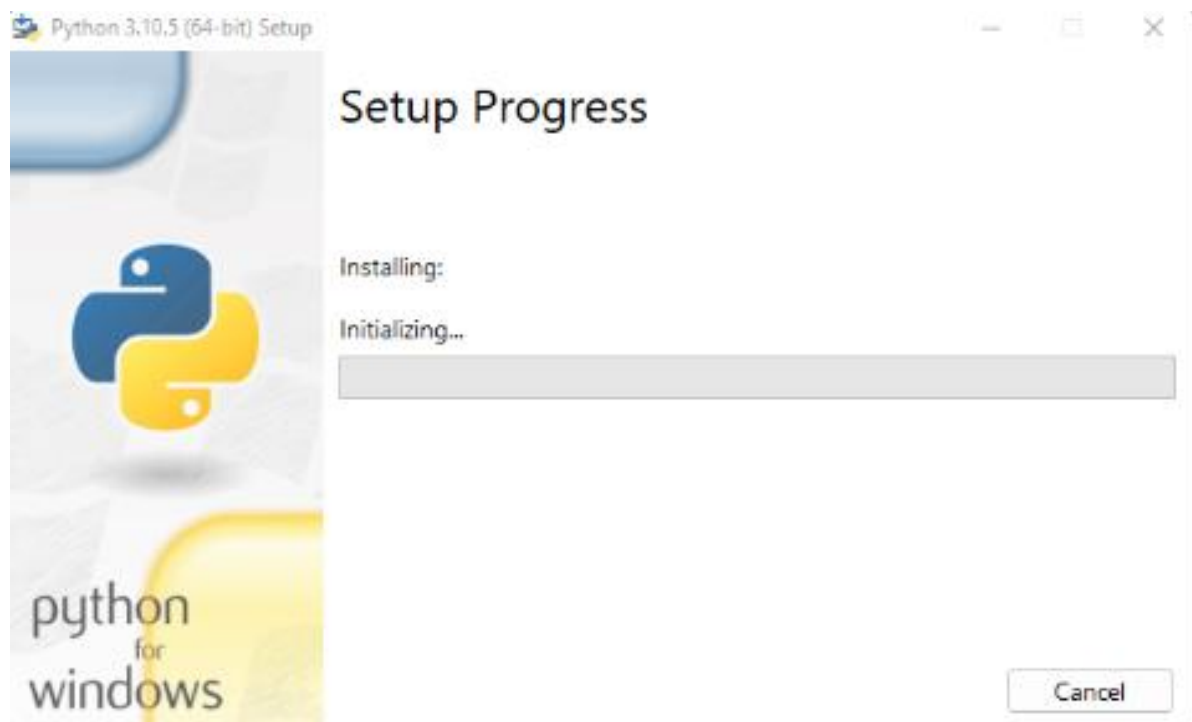 Python 3.10.5 (64-bit) Setup
Setup Progress
Installing:
Initializing...
python
for
windows
Cancel